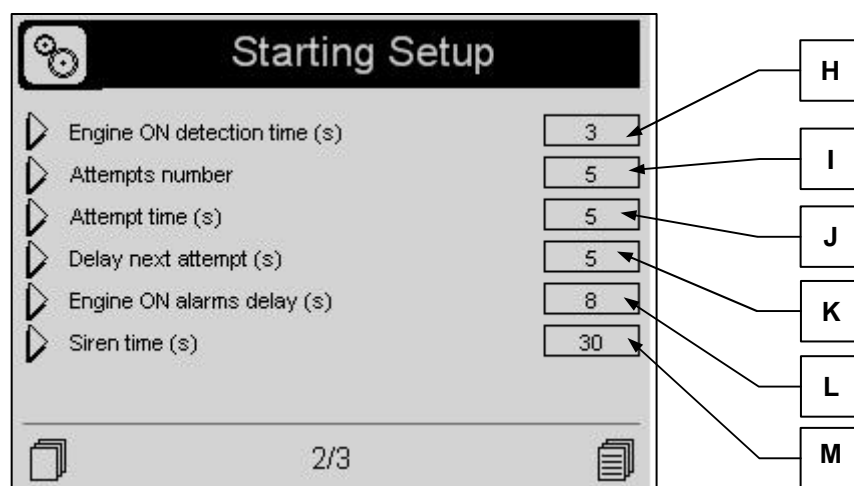 Starting Setup
H
Engine ON detection time (s) 3
I
Attempts number 5
Attempt time (s) 5
J
Delay next attempt (s) 5
K
Engine ON alarms delay (s) 8
Siren time (s) 30
L
2/3
M